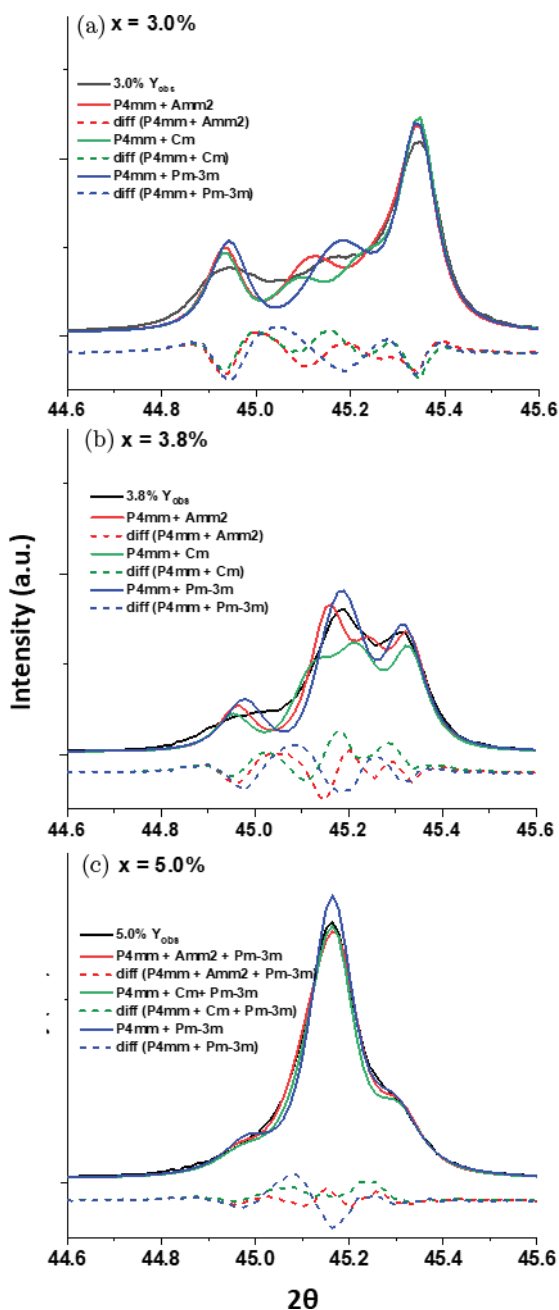 (a) x = 3.0%
3.0% Yobs
P4mm + Amm2
diff (P4mm + Amm2)
P4mm + Cm
diff (P4mm + Cm)
P4mm + Pm-3m
diff (P4mm + Pm-3m)
44.6 44.8 45.0 45.2 45.4 45.6
(b) x = 3.8%
3.8% Yobs
P4mm + Amm2
diff (P4mm + Amm2)
P4mm + Cm
diff (P4mm + Cm)
P4mm + Pm-3m
diff (P4mm + Pm-3m)
Intensity (a.u.)
44.6 44.8 45.0 45.2 45.4 45.6
(c) x = 5.0%
5.0% Yobs
P4mm + Amm2 + Pm-3m
diff (P4mm + Amm2 + Pm-3m)
P4mm + Cm+ Pm-3m
diff (P4mm + Cm + Pm-3m)
P4mm + Pm-3m
diff (P4mm + Pm-3m)
44.6 44.8 45.0 45.2 45.4 45.6
2θ